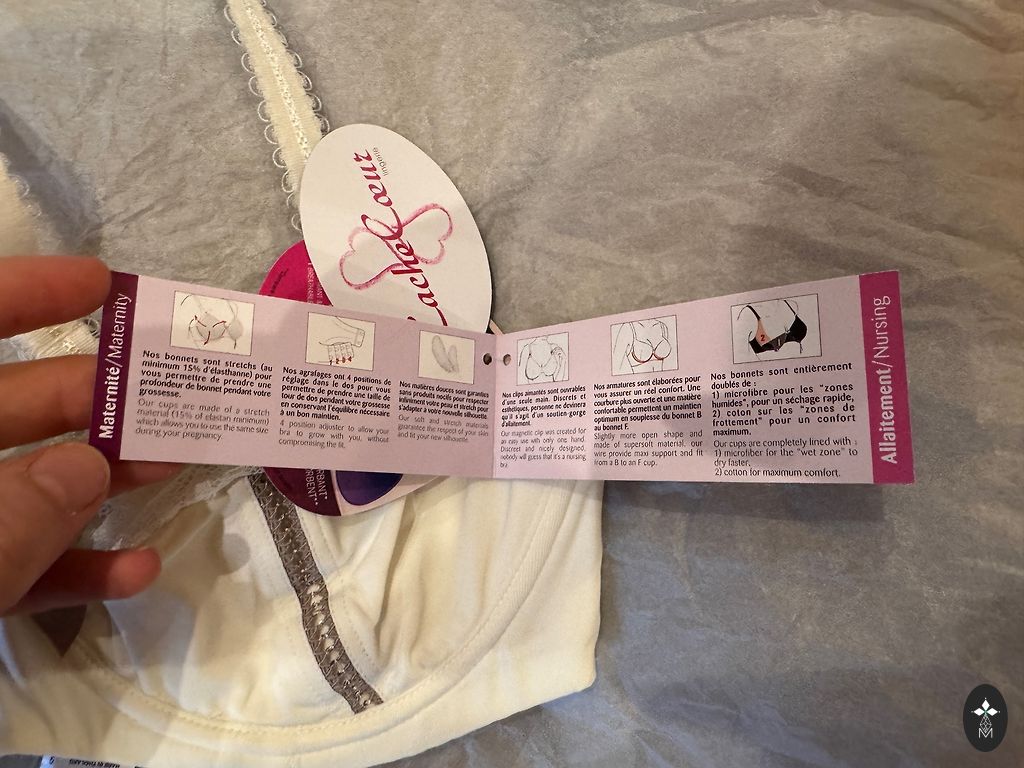 CacheCœur
lingerie
Maternité/Maternity
Nos bonnets sont stretchs (au
minimum 15% d'élasthanne) pour
vous permettre de prendre une
profondeur de bonnet pendant votre
grossesse.
Our cups are made of a stretch
material (15% of elastan minimum)
which allows you to use the same size
during your pregnancy.
Nos agrafages ont 4 positions de
réglage dans le dos pour vous
permettre de prendre une taille de
tour de dos pendant votre grossesse
en conservant l'équilibre nécessaire
à un bon maintien.
4 position adjuster to allow your
bra to grow with you, without
compromising the fit.
Nos matières douces sont garanties
sans produits nocifs pour respecter
infiniment votre peau et stretch pour
s'adapter à votre nouvelle silhouette.
Our soft and stretch materials
guarantee the respect of your skin
and fit your new silhouette.
Nos clips aimantés sont ouvrables
d'une seule main. Discrets et
esthétiques, personne ne devinera
qu'il s'agit d'un soutien-gorge
d'allaitement.
Our magnetic clip was created for
an easy use with only one hand.
Discreet and nicely designed,
nobody will guess that it's a nursing
bra.
Nos armatures sont élaborées pour
vous assurer un réel confort. Une
courbure plus ouverte et une matière
confortable permettent un maintien
optimum en souplesse du bonnet B
au bonnet F.
Slightly more open shape and
made of supersoft material, our
wire provide maxi support and fit
from a B to an F cup.
2
Nos bonnets sont entièrement
doublés de :
1) microfibre pour les "zones
humides", pour un séchage rapide,
2) coton sur les "zones de
frottement" pour un confort
maximum.
Our cups are completely lined with :
1) microfiber for the "wet zone" to
dry faster,
2) cotton for maximum comfort.
Allaitement/Nursing
M